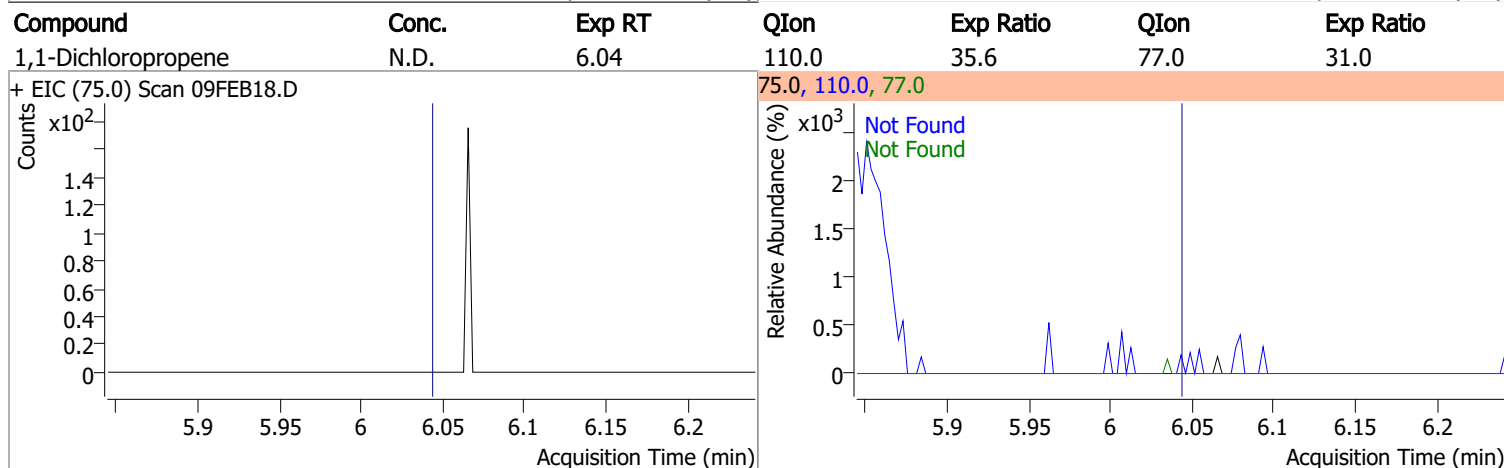 Compound Conc. Exp RT QIon Exp Ratio QIon Exp Ratio
1,1-Dichloropropene N.D. 6.04 110.0 35.6 77.0 31.0
+ EIC (75.0) Scan 09FEB18.D
Counts
x10²
1.4
1.2
1
0.8
0.6
0.4
0.2
0
5.9 5.95 6 6.05 6.1 6.15 6.2
Acquisition Time (min)
75.0, 110.0, 77.0
Relative Abundance (%)
x10³
Not Found
Not Found
2
1.5
1
0.5
0
5.9 5.95 6 6.05 6.1 6.15 6.2
Acquisition Time (min)